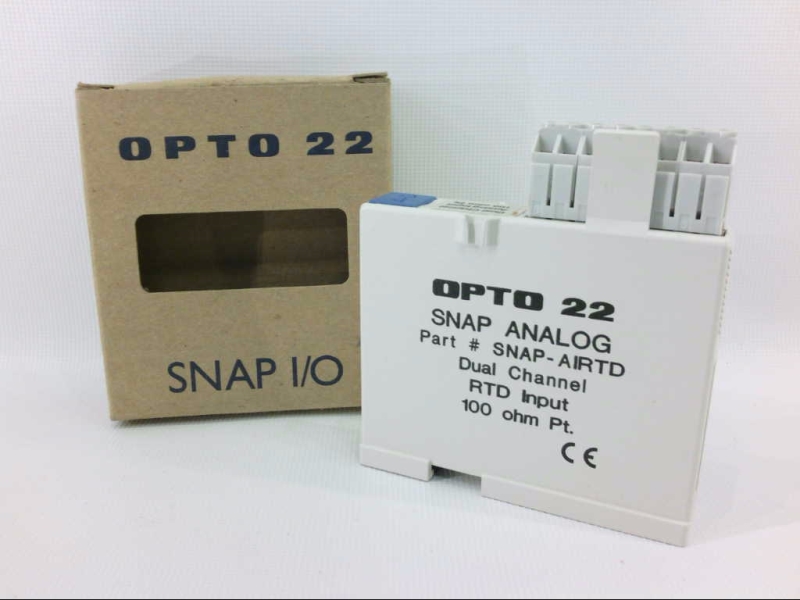 OPTO 22
SNAP I/O
OPTO 22
SNAP ANALOG
Part # SNAP-AIRTD
Dual Channel
RTD Input
100 ohm Pt.
CE